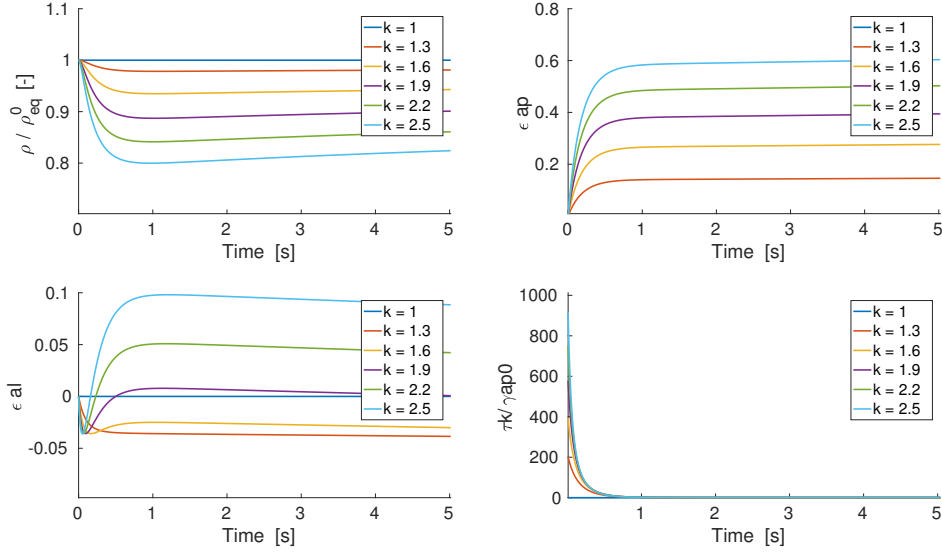 1.1
1
0.9
0.8
ρ / ρ⁰eq [-]
0 1 2 3 4 5
Time [s]
k = 1
k = 1.3
k = 1.6
k = 1.9
k = 2.2
k = 2.5
0.8
0.6
0.4
0.2
ϵ ap
0 1 2 3 4 5
Time [s]
k = 1
k = 1.3
k = 1.6
k = 1.9
k = 2.2
k = 2.5
0.1
0.05
0
-0.05
ϵ al
0 1 2 3 4 5
Time [s]
k = 1
k = 1.3
k = 1.6
k = 1.9
k = 2.2
k = 2.5
1000
800
600
400
200
0
τk/γap0
0 1 2 3 4 5
Time [s]
k = 1
k = 1.3
k = 1.6
k = 1.9
k = 2.2
k = 2.5